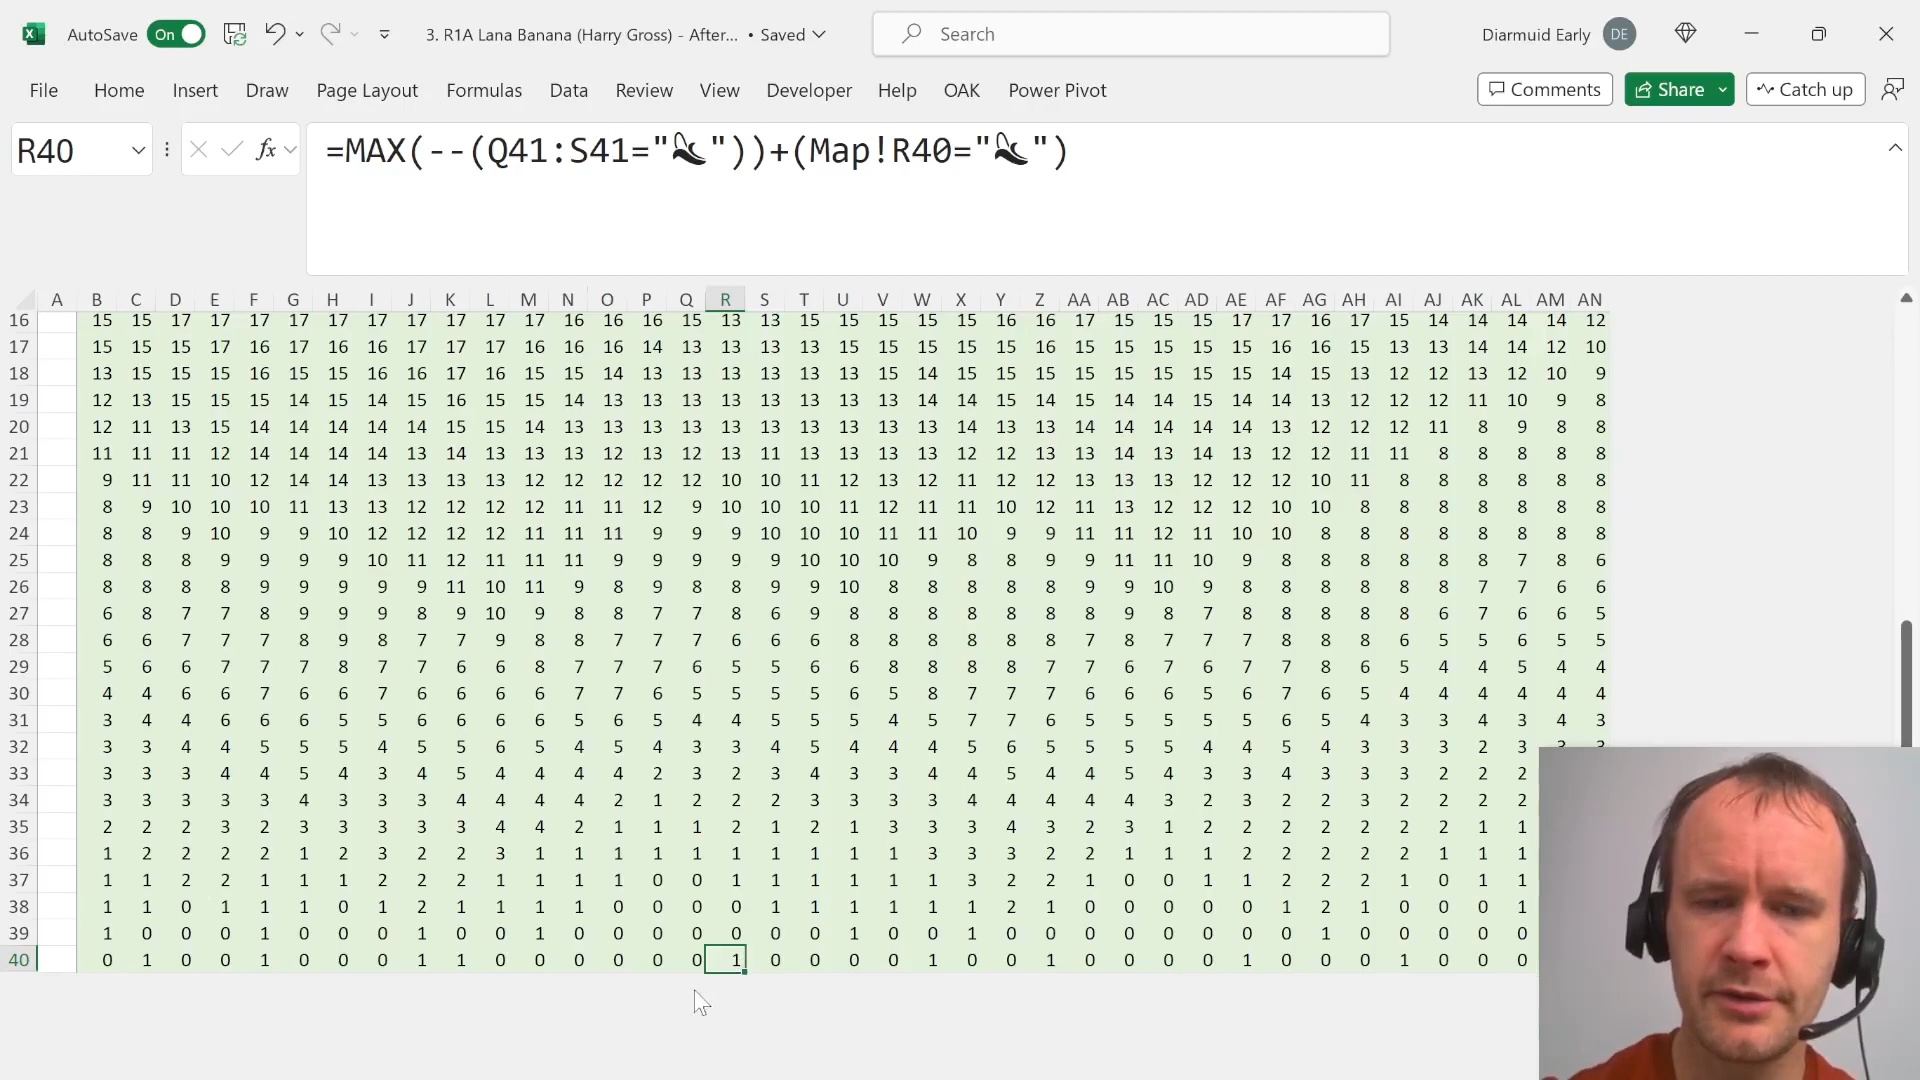 AutoSave On 3. R1A Lana Banana (Harry Gross) - After... • Saved Search Diarmuid Early DE
File Home Insert Draw Page Layout Formulas Data Review View Developer Help OAK Power Pivot Comments Share Catch up
R40 fx =MAX(--(Q41:S41="🍌"))+(Map!R40="🍌")
A B C D E F G H I J K L M N O P Q R S T U V W X Y Z AA AB AC AD AE AF AG AH AI AJ AK AL AM AN
16 15 15 17 17 17 17 17 17 17 17 17 17 16 16 16 15 13 13 15 15 15 15 15 16 16 17 15 15 15 17 17 16 17 15 14 14 14 14 12
17 15 15 15 17 16 17 16 16 17 17 17 16 16 16 14 13 13 13 13 15 15 15 15 15 16 15 15 15 15 15 16 16 15 13 13 14 14 12 10
18 13 15 15 15 16 15 15 16 16 17 16 15 15 14 13 13 13 13 13 13 15 14 15 15 15 15 15 15 15 15 14 15 13 12 12 13 12 10 9
19 12 13 15 15 15 14 15 14 15 16 15 15 14 13 13 13 13 13 13 13 13 14 14 15 14 15 14 14 15 14 14 13 12 12 12 11 10 9 8
20 12 11 13 15 14 14 14 14 14 15 15 14 13 13 13 13 13 13 13 13 13 13 14 13 13 14 14 14 14 14 13 12 12 12 11 8 9 8 8
21 11 11 11 12 14 14 14 14 13 14 13 13 13 12 13 12 13 11 13 13 13 13 12 12 13 13 14 13 14 13 12 12 11 11 8 8 8 8 8
22 9 11 11 10 12 14 14 13 13 13 13 12 12 12 12 12 10 10 11 12 13 12 11 12 12 13 13 13 12 12 12 10 11 8 8 8 8 8 8
23 8 9 10 10 10 11 13 13 12 12 12 12 11 11 12 9 10 10 10 11 12 11 11 10 12 11 13 12 12 12 10 10 8 8 8 8 8 8 8
24 8 8 9 10 9 9 10 12 12 12 12 11 11 11 9 9 9 10 10 10 11 11 10 9 9 11 11 12 11 10 10 8 8 8 8 8 8 8 8
25 8 8 8 9 9 9 9 10 11 12 11 11 11 9 9 9 9 9 10 10 10 9 8 8 9 9 11 11 10 9 8 8 8 8 8 8 7 8 6
26 8 8 8 8 9 9 9 9 9 11 10 11 9 8 9 8 8 9 9 10 8 8 8 8 8 9 9 10 9 8 8 8 8 8 8 7 7 6 6
27 6 8 7 7 8 9 9 9 8 9 10 9 8 8 7 7 8 6 9 8 8 8 8 8 8 8 9 8 7 8 8 8 8 8 6 7 6 6 5
28 6 6 7 7 7 8 9 8 7 7 9 8 8 7 7 7 6 6 6 8 8 8 8 8 8 7 8 7 7 7 8 8 8 6 5 5 6 5 5
29 5 6 6 7 7 7 8 7 7 6 6 8 7 7 7 6 5 5 6 6 8 8 8 8 7 7 6 7 6 7 7 8 6 5 4 4 5 4 4
30 4 4 6 6 7 6 6 7 6 6 6 6 7 7 6 5 5 5 5 6 5 8 7 7 7 6 6 6 5 6 7 6 5 4 4 4 4 4 4
31 3 4 4 6 6 6 5 5 6 6 6 6 5 6 5 4 4 5 5 5 4 5 7 7 6 5 5 5 5 5 6 5 4 3 3 4 3 4 3
32 3 3 4 4 5 5 5 4 5 5 6 5 4 5 4 3 3 4 5 4 4 4 5 6 5 5 5 5 4 4 5 4 3 3 3 2 3
33 3 3 3 4 4 5 4 3 4 5 4 4 4 4 2 3 2 3 4 3 3 4 4 5 4 4 5 4 3 3 4 3 3 3 2 2 2
34 3 3 3 3 3 4 3 3 3 4 4 4 4 2 1 2 2 2 3 3 3 3 4 4 4 4 4 3 2 3 2 2 3 2 2 2 2
35 2 2 2 3 2 3 3 3 3 3 4 4 2 1 1 1 2 1 2 1 3 3 3 4 3 2 3 1 2 2 2 2 2 2 2 1 1
36 1 2 2 2 2 1 2 3 2 2 3 1 1 1 1 1 1 1 1 1 1 3 3 3 2 2 1 1 1 2 2 2 2 2 1 1 1
37 1 1 2 2 1 1 1 2 2 2 1 1 1 1 0 0 1 1 1 1 1 1 3 2 2 1 0 0 1 1 2 2 2 1 0 1 1
38 1 1 0 1 1 1 0 1 2 1 1 1 1 0 0 0 0 1 1 1 1 1 1 2 1 0 0 0 0 0 1 2 1 0 0 0 1
39 1 0 0 0 1 0 0 0 1 0 0 1 0 0 0 0 0 0 0 1 0 0 1 0 0 0 0 0 0 0 0 1 0 0 0 0 0
40 0 1 0 0 1 0 0 0 1 1 0 0 0 0 0 0 1 0 0 0 0 1 0 0 1 0 0 0 0 1 0 0 0 1 0 0 0